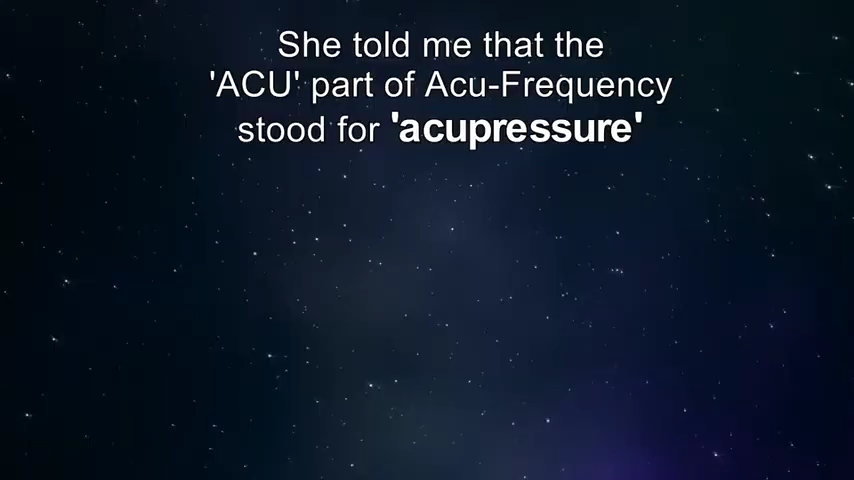 She told me that the
'ACU' part of Acu-Frequency
stood for 'acupressure'